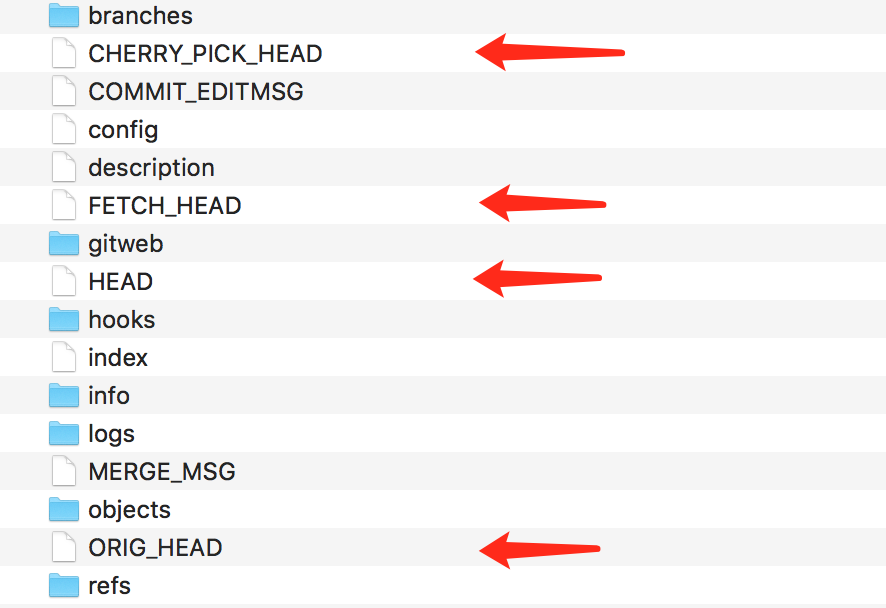 branches
CHERRY_PICK_HEAD
COMMIT_EDITMSG
config
description
FETCH_HEAD
gitweb
HEAD
hooks
index
info
logs
MERGE_MSG
objects
ORIG_HEAD
refs